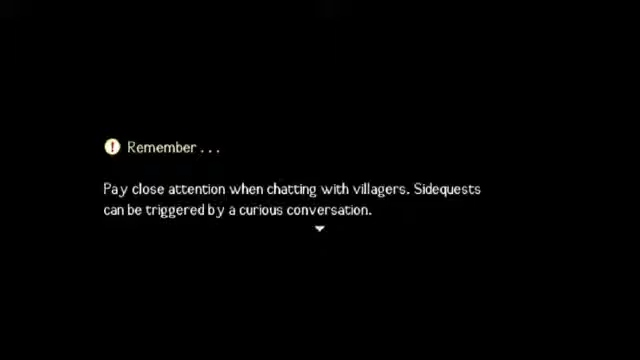 ! Remember . . .
Pay close attention when chatting with villagers. Sidequests
can be triggered by a curious conversation.